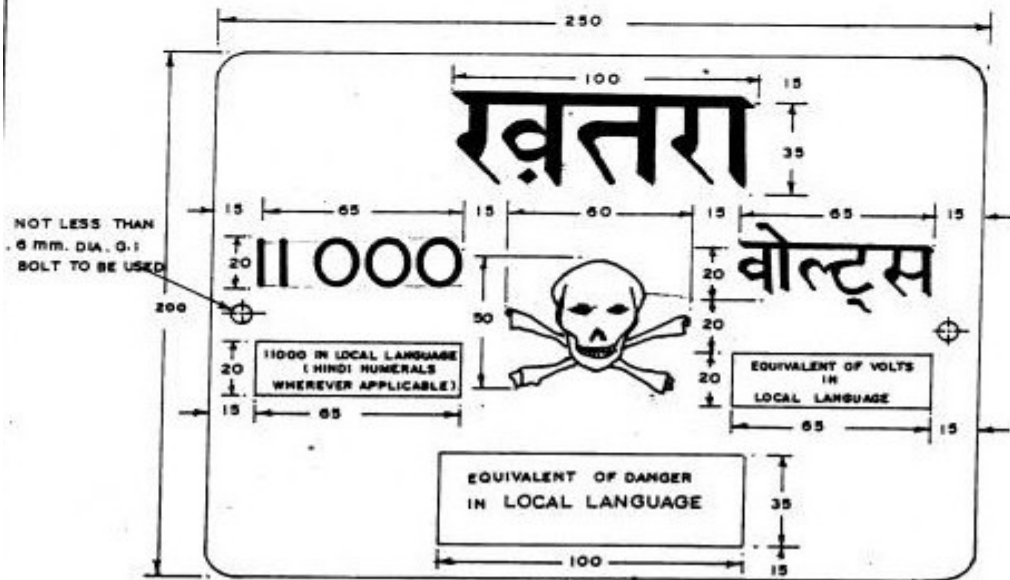 250
100
15
ख़तरा
35
15
65
15
60
15
65
15
NOT LESS THAN
6 mm. DIA. G.I
BOLT TO BE USED
20
11000
50
20
वोल्ट्स
200
20
20
11000 IN LOCAL LANGUAGE
(HINDI NUMERALS
WHEREVER APPLICABLE)
20
EQUIVALENT OF VOLTS
IN
LOCAL LANGUAGE
15
65
65
15
EQUIVALENT OF DANGER
IN LOCAL LANGUAGE
35
100
15